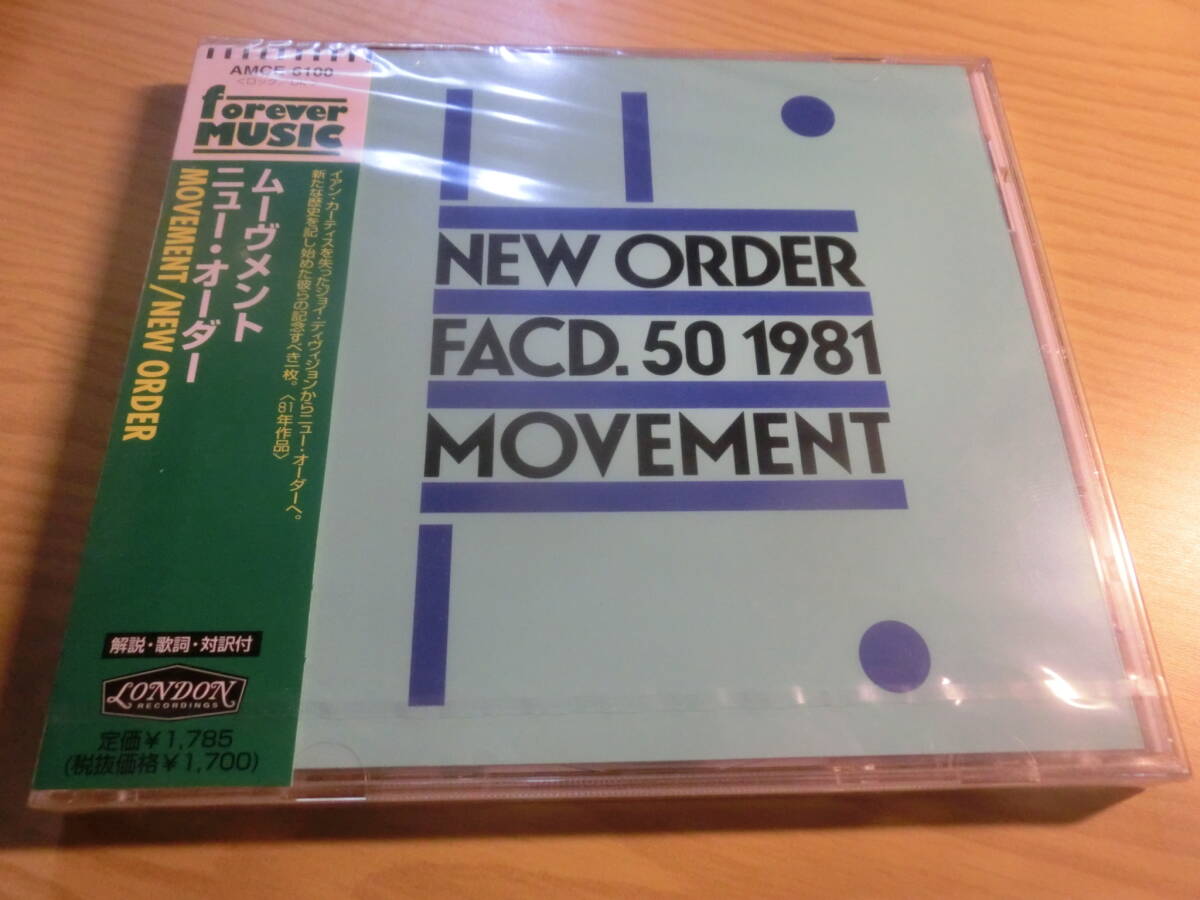 AMCE-5100
forever
MUSIC
ムーヴメント
ニュー・オーダー
MOVEMENT/NEW ORDER
イアン・カーティスを失ったジョイ・ディヴィジョンからニュー・オーダーへ。
新たな歴史を記し始めた彼らの記念すべき一枚。〈81年作品〉
解説・歌詞・対訳付
LONDON
RECORDINGS
定価¥1,785
(税抜価格¥1,700)
NEW ORDER
FACD. 50 1981
MOVEMENT